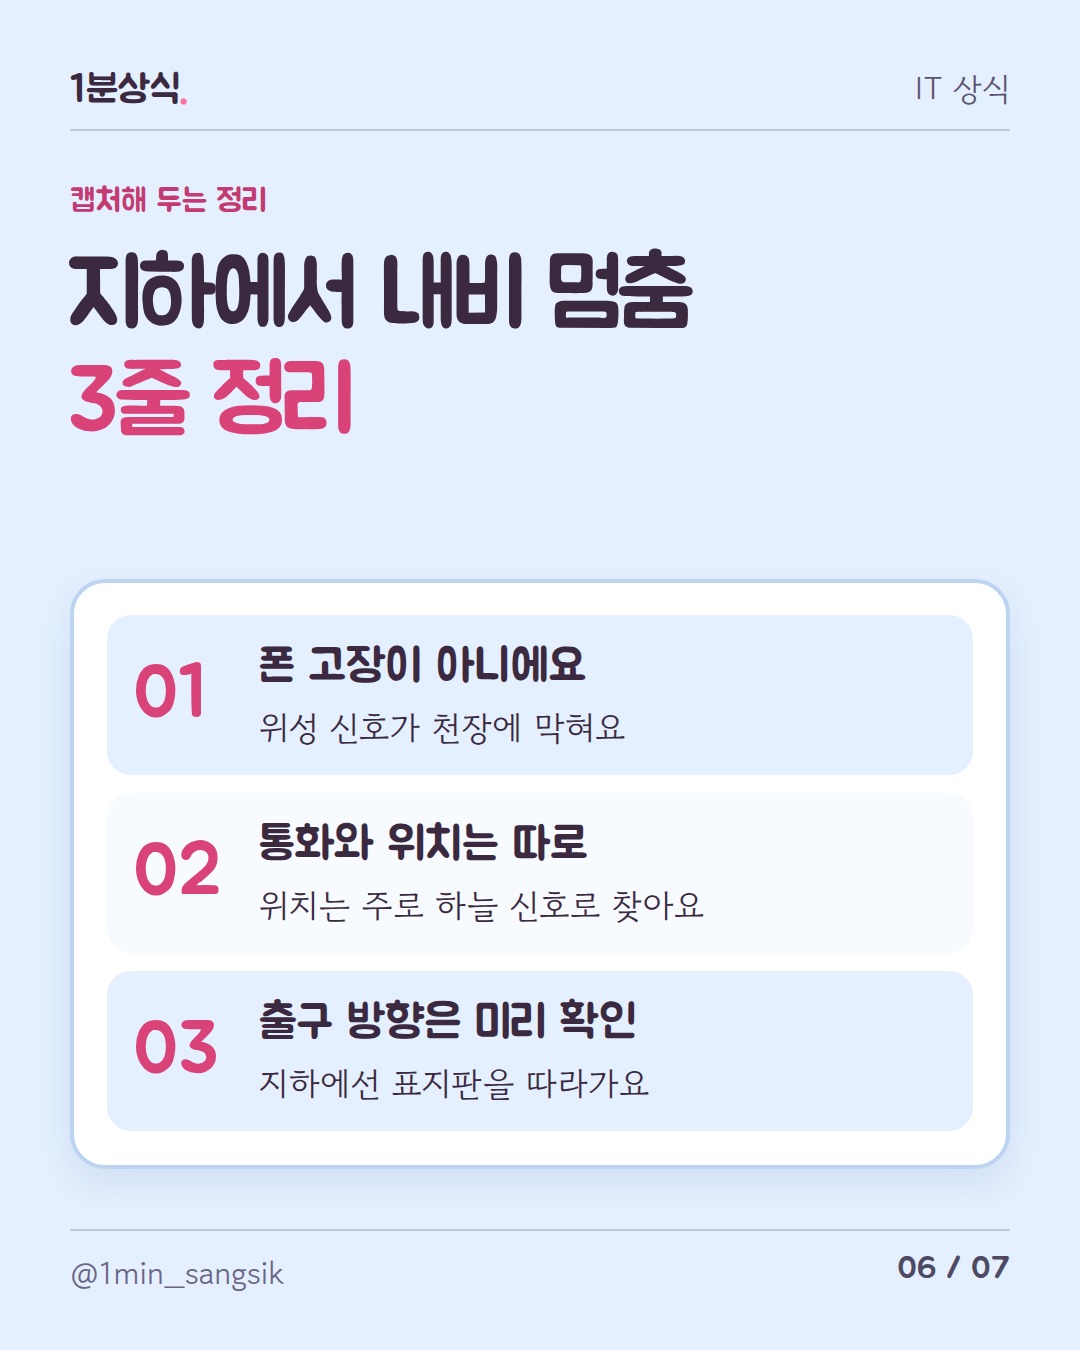 1분상식.
IT 상식
캡처해 두는 정리
지하에서 내비 멈춤
3줄 정리
01
폰 고장이 아니에요
위성 신호가 천장에 막혀요
02
통화와 위치는 따로
위치는 주로 하늘 신호로 찾아요
03
출구 방향은 미리 확인
지하에선 표지판을 따라가요
@1min_sangsik
06 / 07